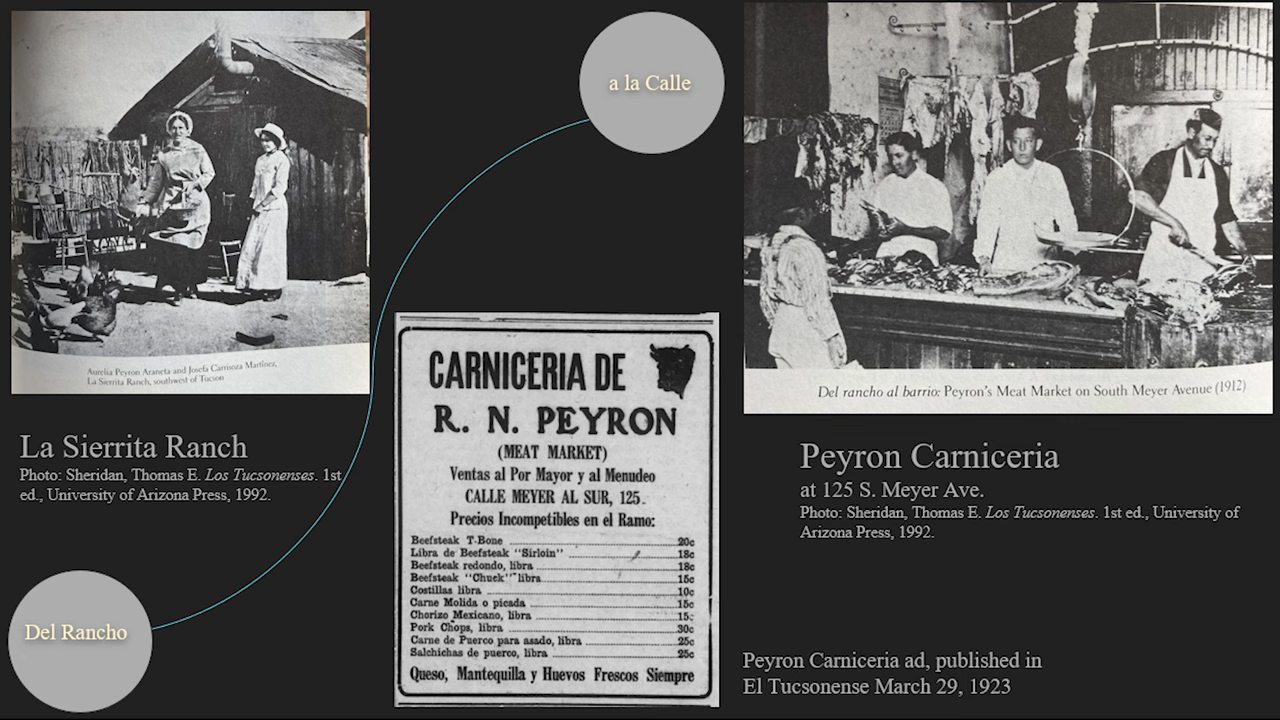 a la Calle
Aurelia Peyron Araneta and Josefa Carrisoza Martínez,
La Sierrita Ranch, southwest of Tucson
La Sierrita Ranch
Photo: Sheridan, Thomas E. Los Tucsonenses. 1st
ed., University of Arizona Press, 1992.
Del Rancho
CARNICERIA DE
R. N. PEYRON
(MEAT MARKET)
Ventas al Por Mayor y al Menudeo
CALLE MEYER AL SUR, 125.
Precios Incompetibles en el Ramo:
Beefsteak T-Bone 20c
Libra de Beefsteak "Sirloin" 18c
Beefsteak redondo, libra 18c
Beefsteak "Chuck" libra 15c
Costillas libra 10c
Carne Molida o picada 15c
Chorizo Mexicano, libra 15c
Pork Chops, libra 30c
Carne de Puerco para asado, libra 25c
Salchichas de puerco, libra 25c
Queso, Mantequilla y Huevos Frescos Siempre
Del rancho al barrio: Peyron's Meat Market on South Meyer Avenue (1912)
Peyron Carniceria
at 125 S. Meyer Ave.
Photo: Sheridan, Thomas E. Los Tucsonenses. 1st ed., University of
Arizona Press, 1992.
Peyron Carniceria ad, published in
El Tucsonense March 29, 1923